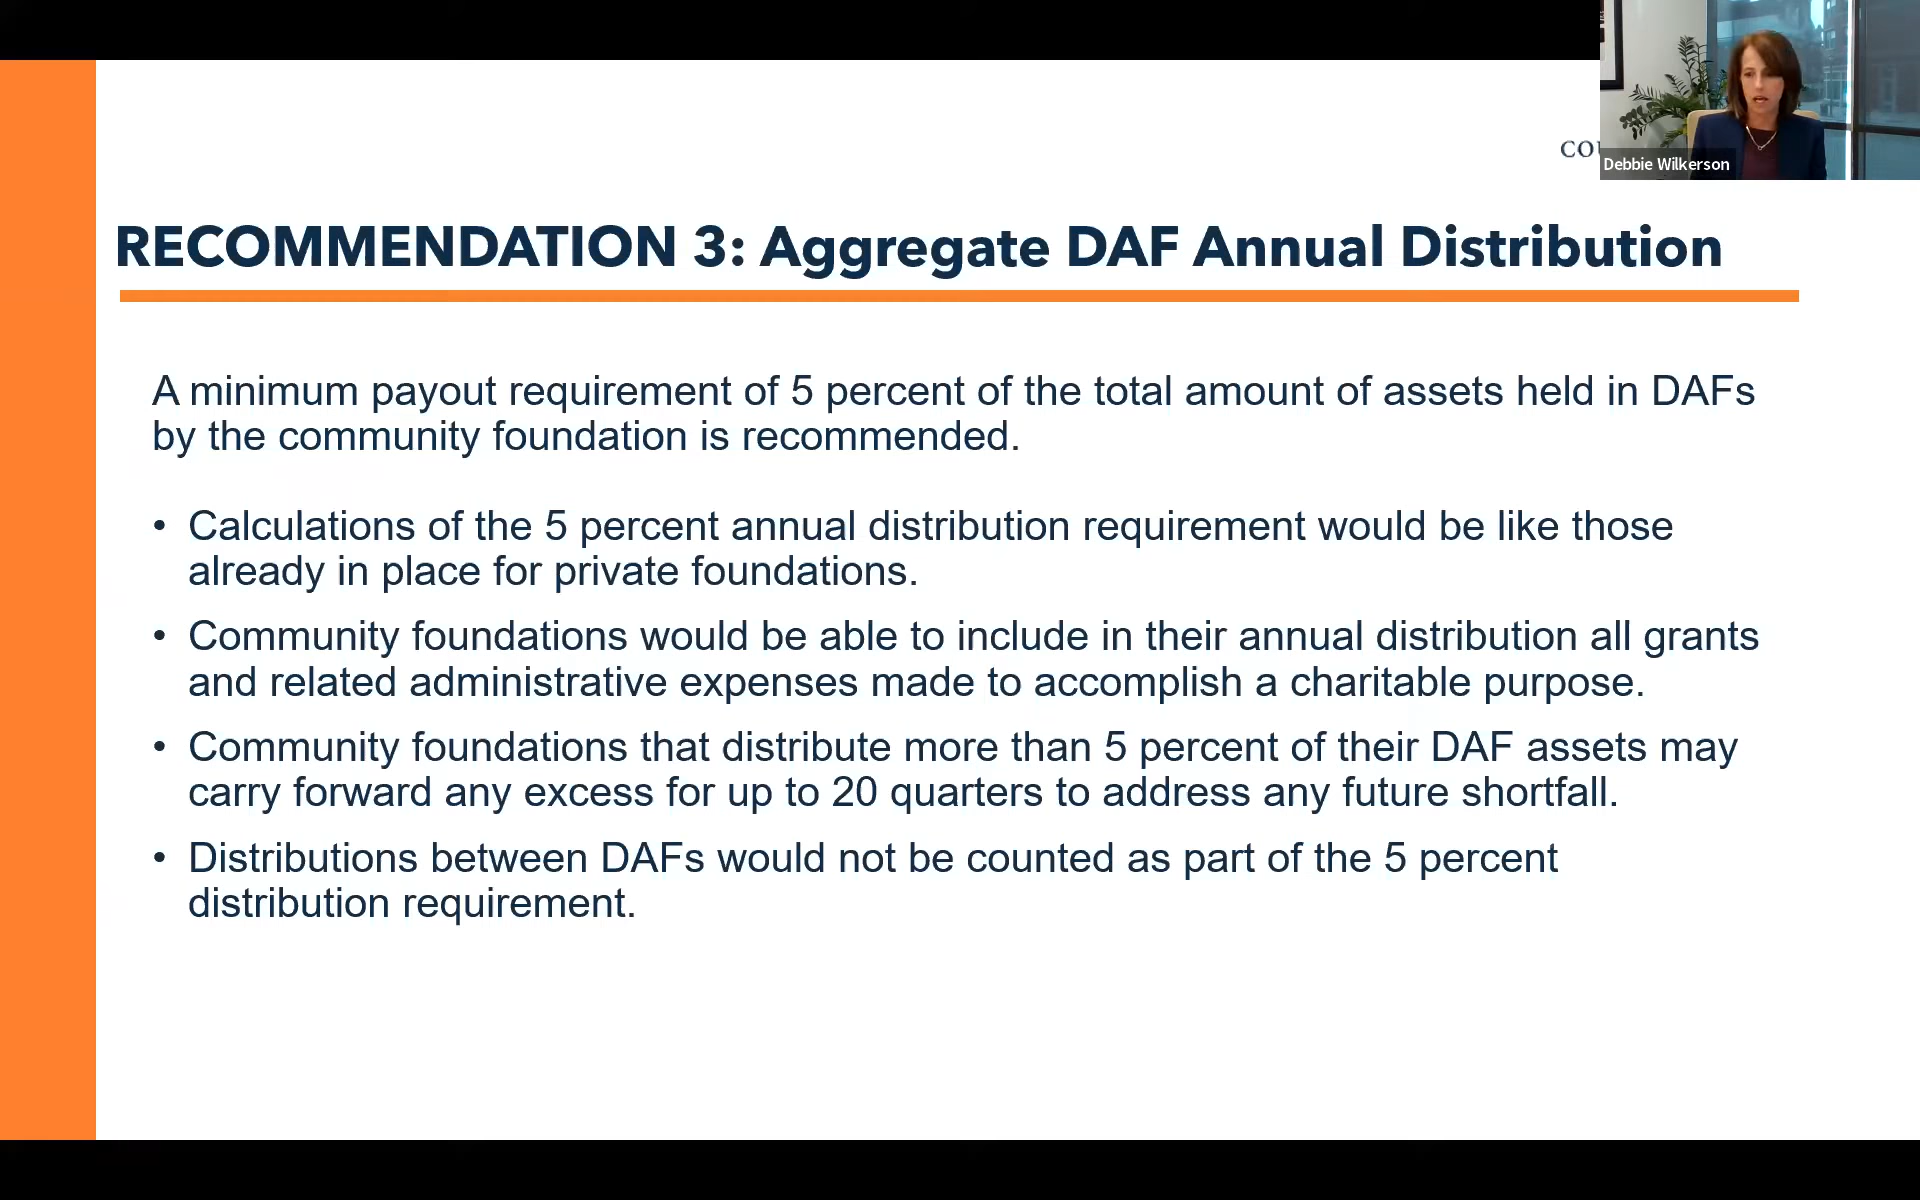 Debbie Wilkerson
RECOMMENDATION 3: Aggregate DAF Annual Distribution
A minimum payout requirement of 5 percent of the total amount of assets held in DAFs
by the community foundation is recommended.
• Calculations of the 5 percent annual distribution requirement would be like those
already in place for private foundations.
• Community foundations would be able to include in their annual distribution all grants
and related administrative expenses made to accomplish a charitable purpose.
• Community foundations that distribute more than 5 percent of their DAF assets may
carry forward any excess for up to 20 quarters to address any future shortfall.
• Distributions between DAFs would not be counted as part of the 5 percent
distribution requirement.